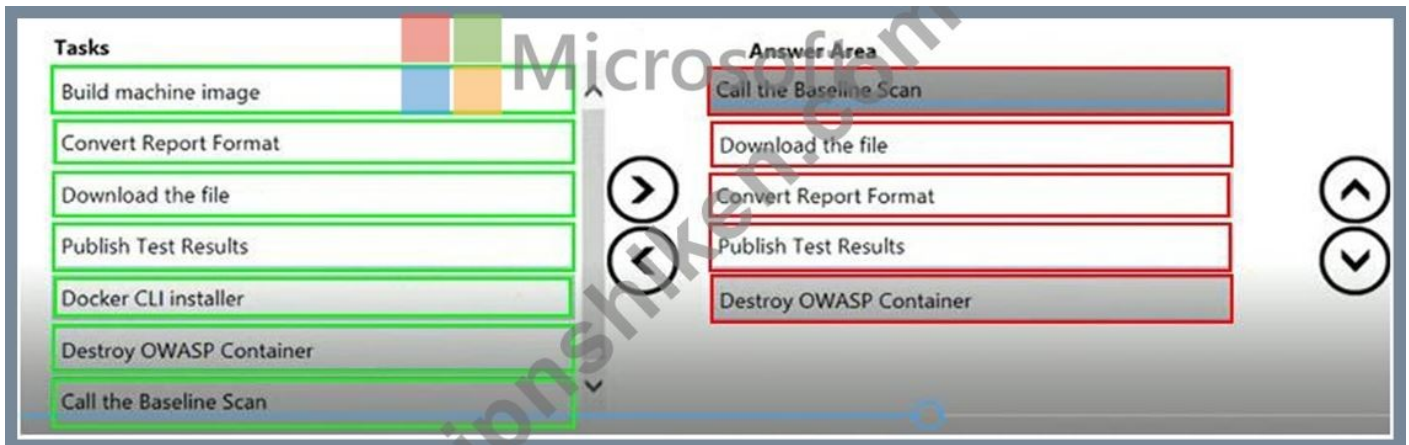 Microsoft
Tasks
Build machine image
Convert Report Format
Download the file
Publish Test Results
Docker CLI installer
Destroy OWASP Container
Call the Baseline Scan
Answer Area
Call the Baseline Scan
Download the file
Convert Report Format
Publish Test Results
Destroy OWASP Container
ipnshiken.com